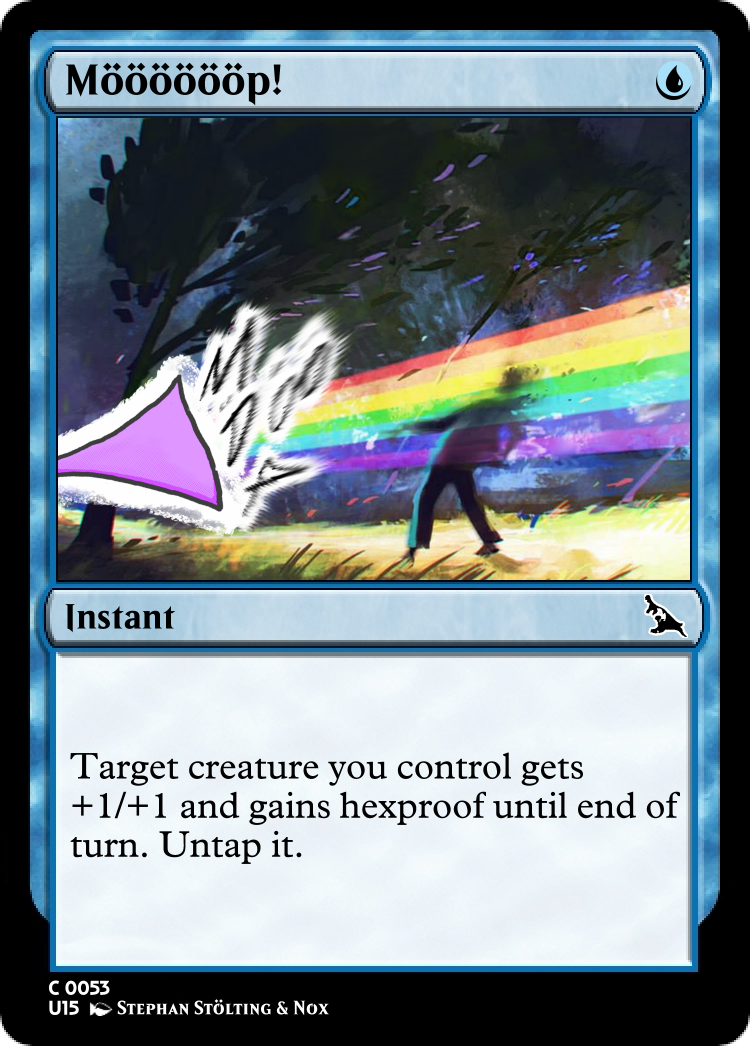 Mööööööp!
Instant
Target creature you control gets
+1/+1 and gains hexproof until end of
turn. Untap it.
C 0053
U15 Stephan Stölting & Nox